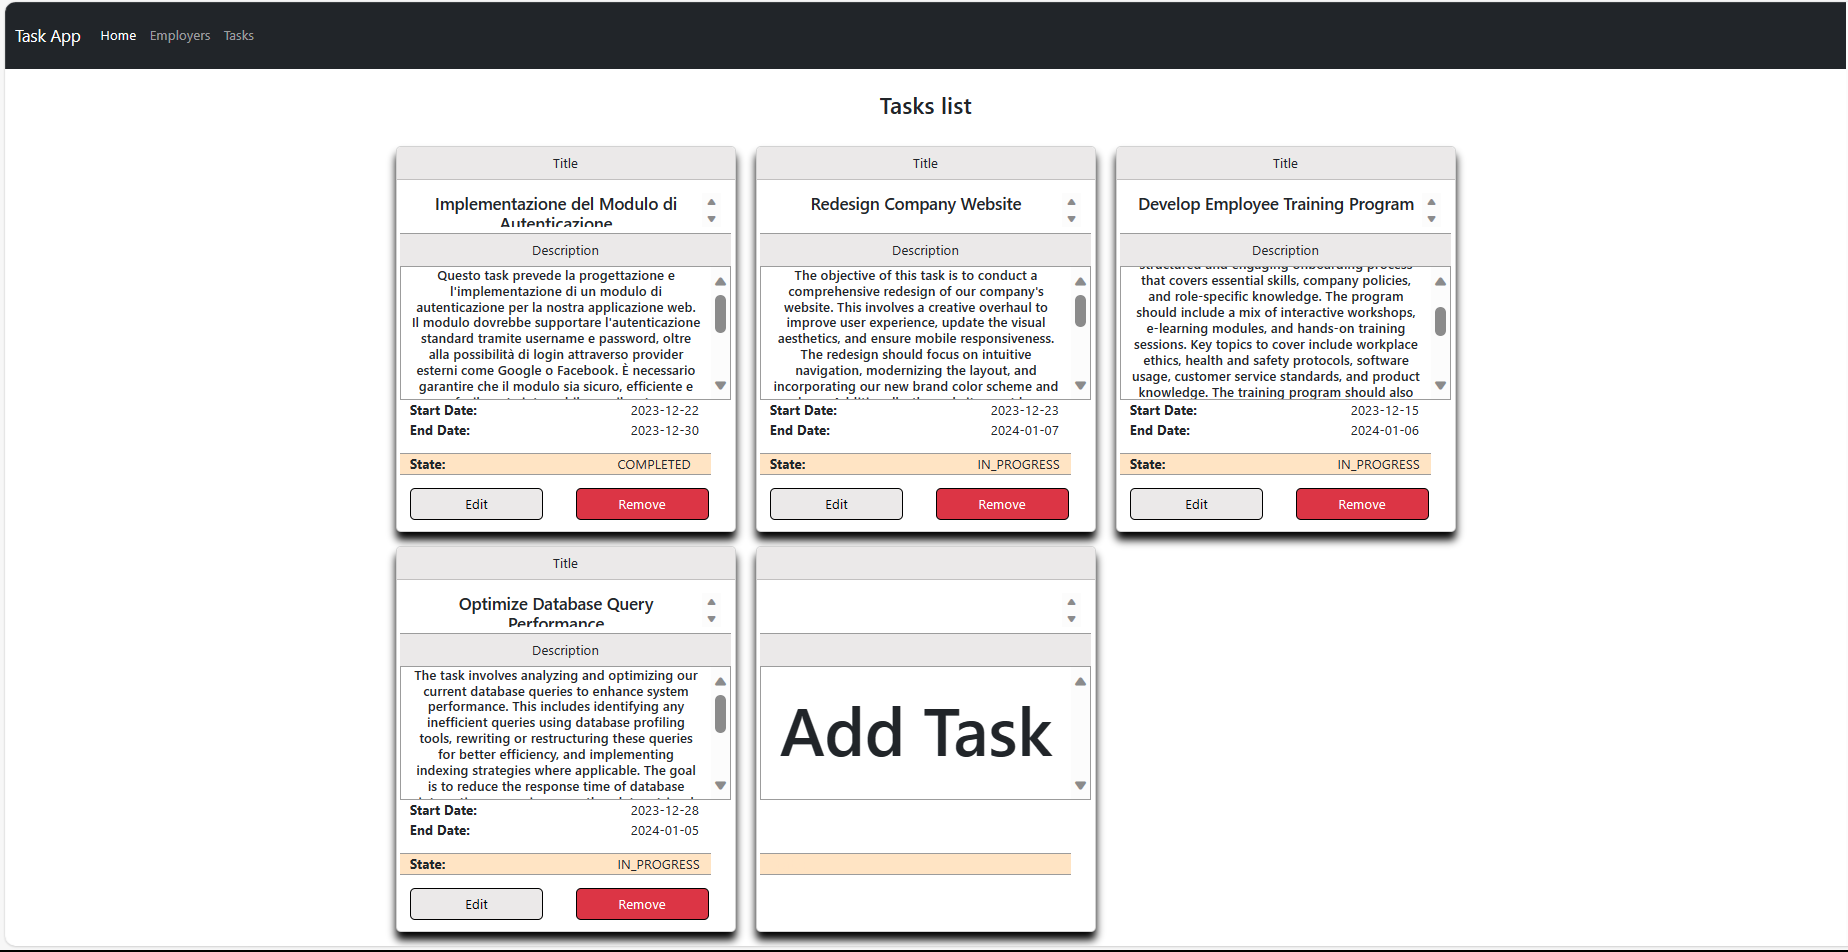 Task App Home Employers Tasks
Tasks list
Title
Implementazione del Modulo di
Autenticazione
Description
Questo task prevede la progettazione e
l'implementazione di un modulo di
autenticazione per la nostra applicazione web.
Il modulo dovrebbe supportare l'autenticazione
standard tramite username e password, oltre
alla possibilità di login attraverso provider
esterni come Google o Facebook. È necessario
garantire che il modulo sia sicuro, efficiente e
Start Date: 2023-12-22
End Date: 2023-12-30
State: COMPLETED
Edit Remove
Title
Redesign Company Website
Description
The objective of this task is to conduct a
comprehensive redesign of our company's
website. This involves a creative overhaul to
improve user experience, update the visual
aesthetics, and ensure mobile responsiveness.
The redesign should focus on intuitive
navigation, modernizing the layout, and
incorporating our new brand color scheme and
Start Date: 2023-12-23
End Date: 2024-01-07
State: IN_PROGRESS
Edit Remove
Title
Develop Employee Training Program
Description
structured and engaging onboarding process
that covers essential skills, company policies,
and role-specific knowledge. The program
should include a mix of interactive workshops,
e-learning modules, and hands-on training
sessions. Key topics to cover include workplace
ethics, health and safety protocols, software
usage, customer service standards, and product
knowledge. The training program should also
Start Date: 2023-12-15
End Date: 2024-01-06
State: IN_PROGRESS
Edit Remove
Title
Optimize Database Query
Performance
Description
The task involves analyzing and optimizing our
current database queries to enhance system
performance. This includes identifying any
inefficient queries using database profiling
tools, rewriting or restructuring these queries
for better efficiency, and implementing
indexing strategies where applicable. The goal
is to reduce the response time of database
Start Date: 2023-12-28
End Date: 2024-01-05
State: IN_PROGRESS
Edit Remove
Add Task